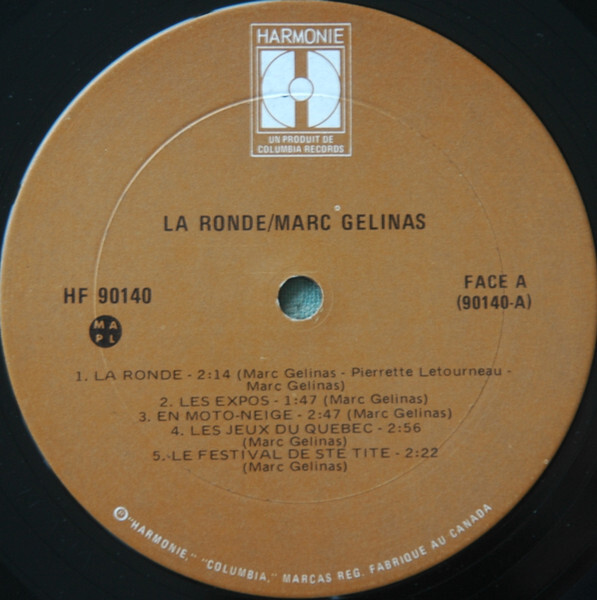 HARMONIE
UN PRODUIT DE
COLUMBIA RECORDS
LA RONDE/MARC GELINAS
HF 90140
FACE A
(90140-A)
M A
P L
1. LA RONDE - 2:14 (Marc Gelinas - Pierrette Letourneau -
Marc Gelinas)
2. LES EXPOS - 1:47 (Marc Gelinas)
3. EN MOTO-NEIGE - 2:47 (Marc Gelinas)
4. LES JEUX DU QUEBEC - 2:56
(Marc Gelinas)
5.-LE FESTIVAL DE STE TITE - 2:22
(Marc Gelinas)
℗"HARMONIE," "COLUMBIA," MARCAS REG. FABRIQUE AU CANADA